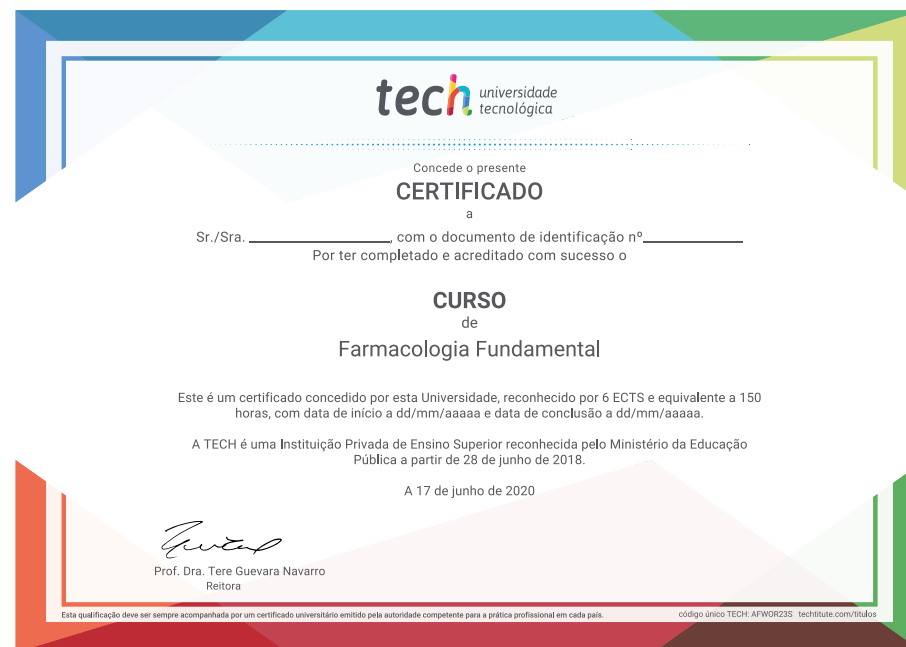 tech universidade
tecnológica
Concede o presente
CERTIFICADO
a
Sr./Sra. ____________, com o documento de identificação nº____________
Por ter completado e acreditado com sucesso o
CURSO
de
Farmacologia Fundamental
Este é um certificado concedido por esta Universidade, reconhecido por 6 ECTS e equivalente a 150
horas, com data de início a dd/mm/aaaaa e data de conclusão a dd/mm/aaaaa.
A TECH é uma Instituição Privada de Ensino Superior reconhecida pelo Ministério da Educação
Pública a partir de 28 de junho de 2018.
A 17 de junho de 2020
Prof. Dra. Tere Guevara Navarro
Reitora
Esta qualificação deve ser sempre acompanhada por um certificado universitário emitido pela autoridade competente para a prática profissional em cada país.
código único TECH: AFWOR23S techtitute.com/titulos